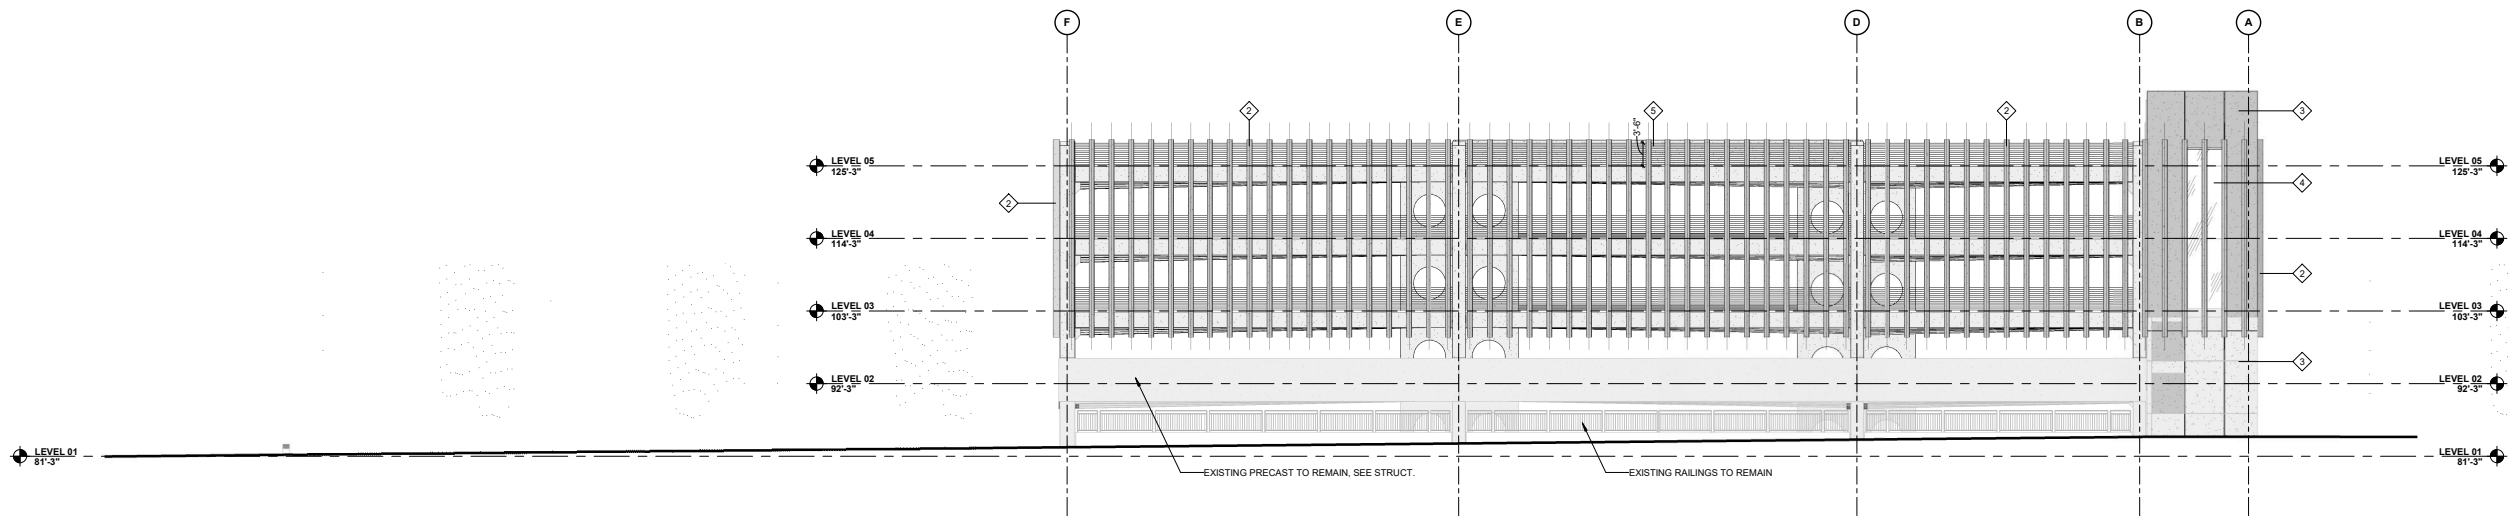 F
E
D
B
A
2
5
2
3
3'-6"
LEVEL 05
125'-3"
LEVEL 05
125'-3"
4
2
LEVEL 04
114'-3"
LEVEL 04
114'-3"
2
LEVEL 03
103'-3"
LEVEL 03
103'-3"
3
LEVEL 02
92'-3"
LEVEL 02
92'-3"
LEVEL 01
81'-3"
LEVEL 01
81'-3"
EXISTING PRECAST TO REMAIN, SEE STRUCT.
EXISTING RAILINGS TO REMAIN